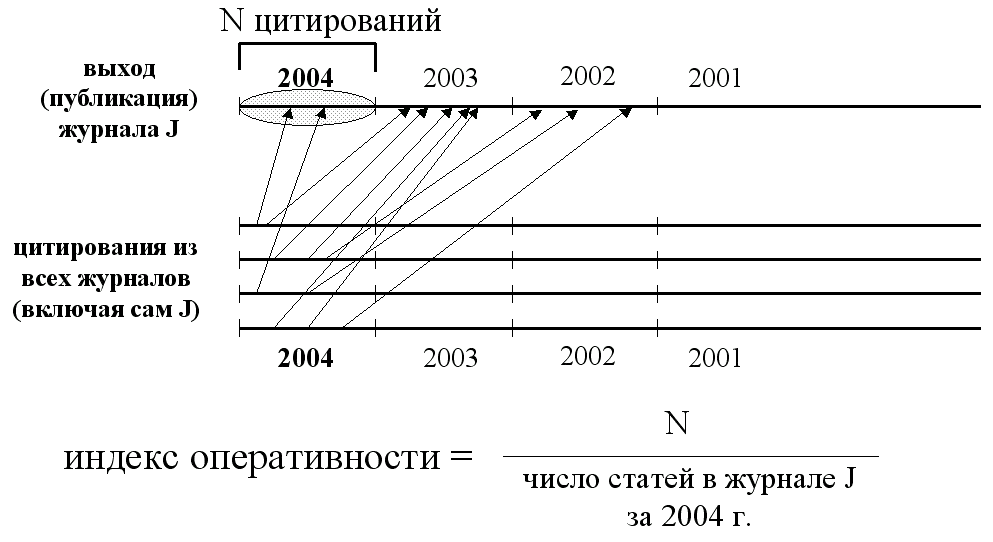 N цитирований
выход
(публикация)
журнала J
2004 2003 2002 2001
цитирования из
всех журналов
(включая сам J)
2004 2003 2002 2001
индекс оперативности =
N
число статей в журнале J
за 2004 г.